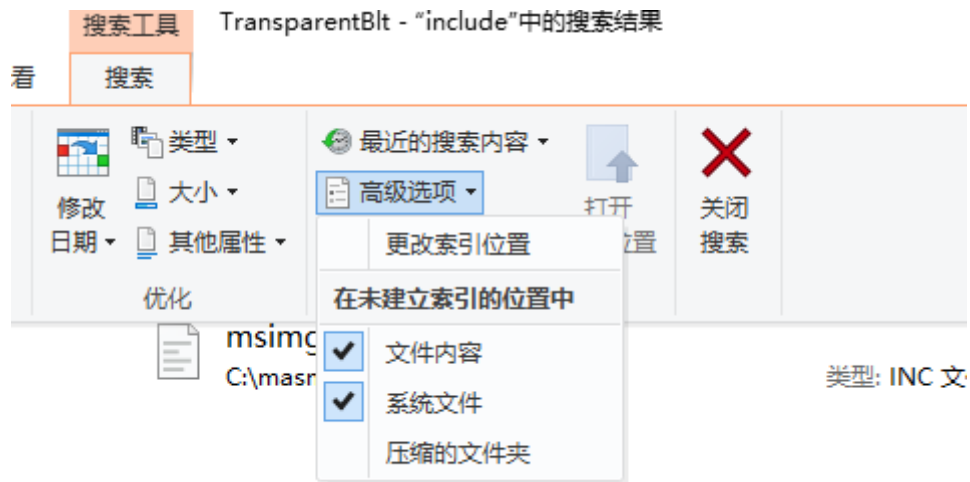 搜索工具
TransparentBlt - “include”中的搜索结果
看
搜索
修改
日期
类型
大小
其他属性
优化
最近的搜索内容
高级选项
打开
位置
关闭
搜索
更改索引位置
在未建立索引的位置中
文件内容
系统文件
压缩的文件夹
msimg
C:\masm
类型: INC 文